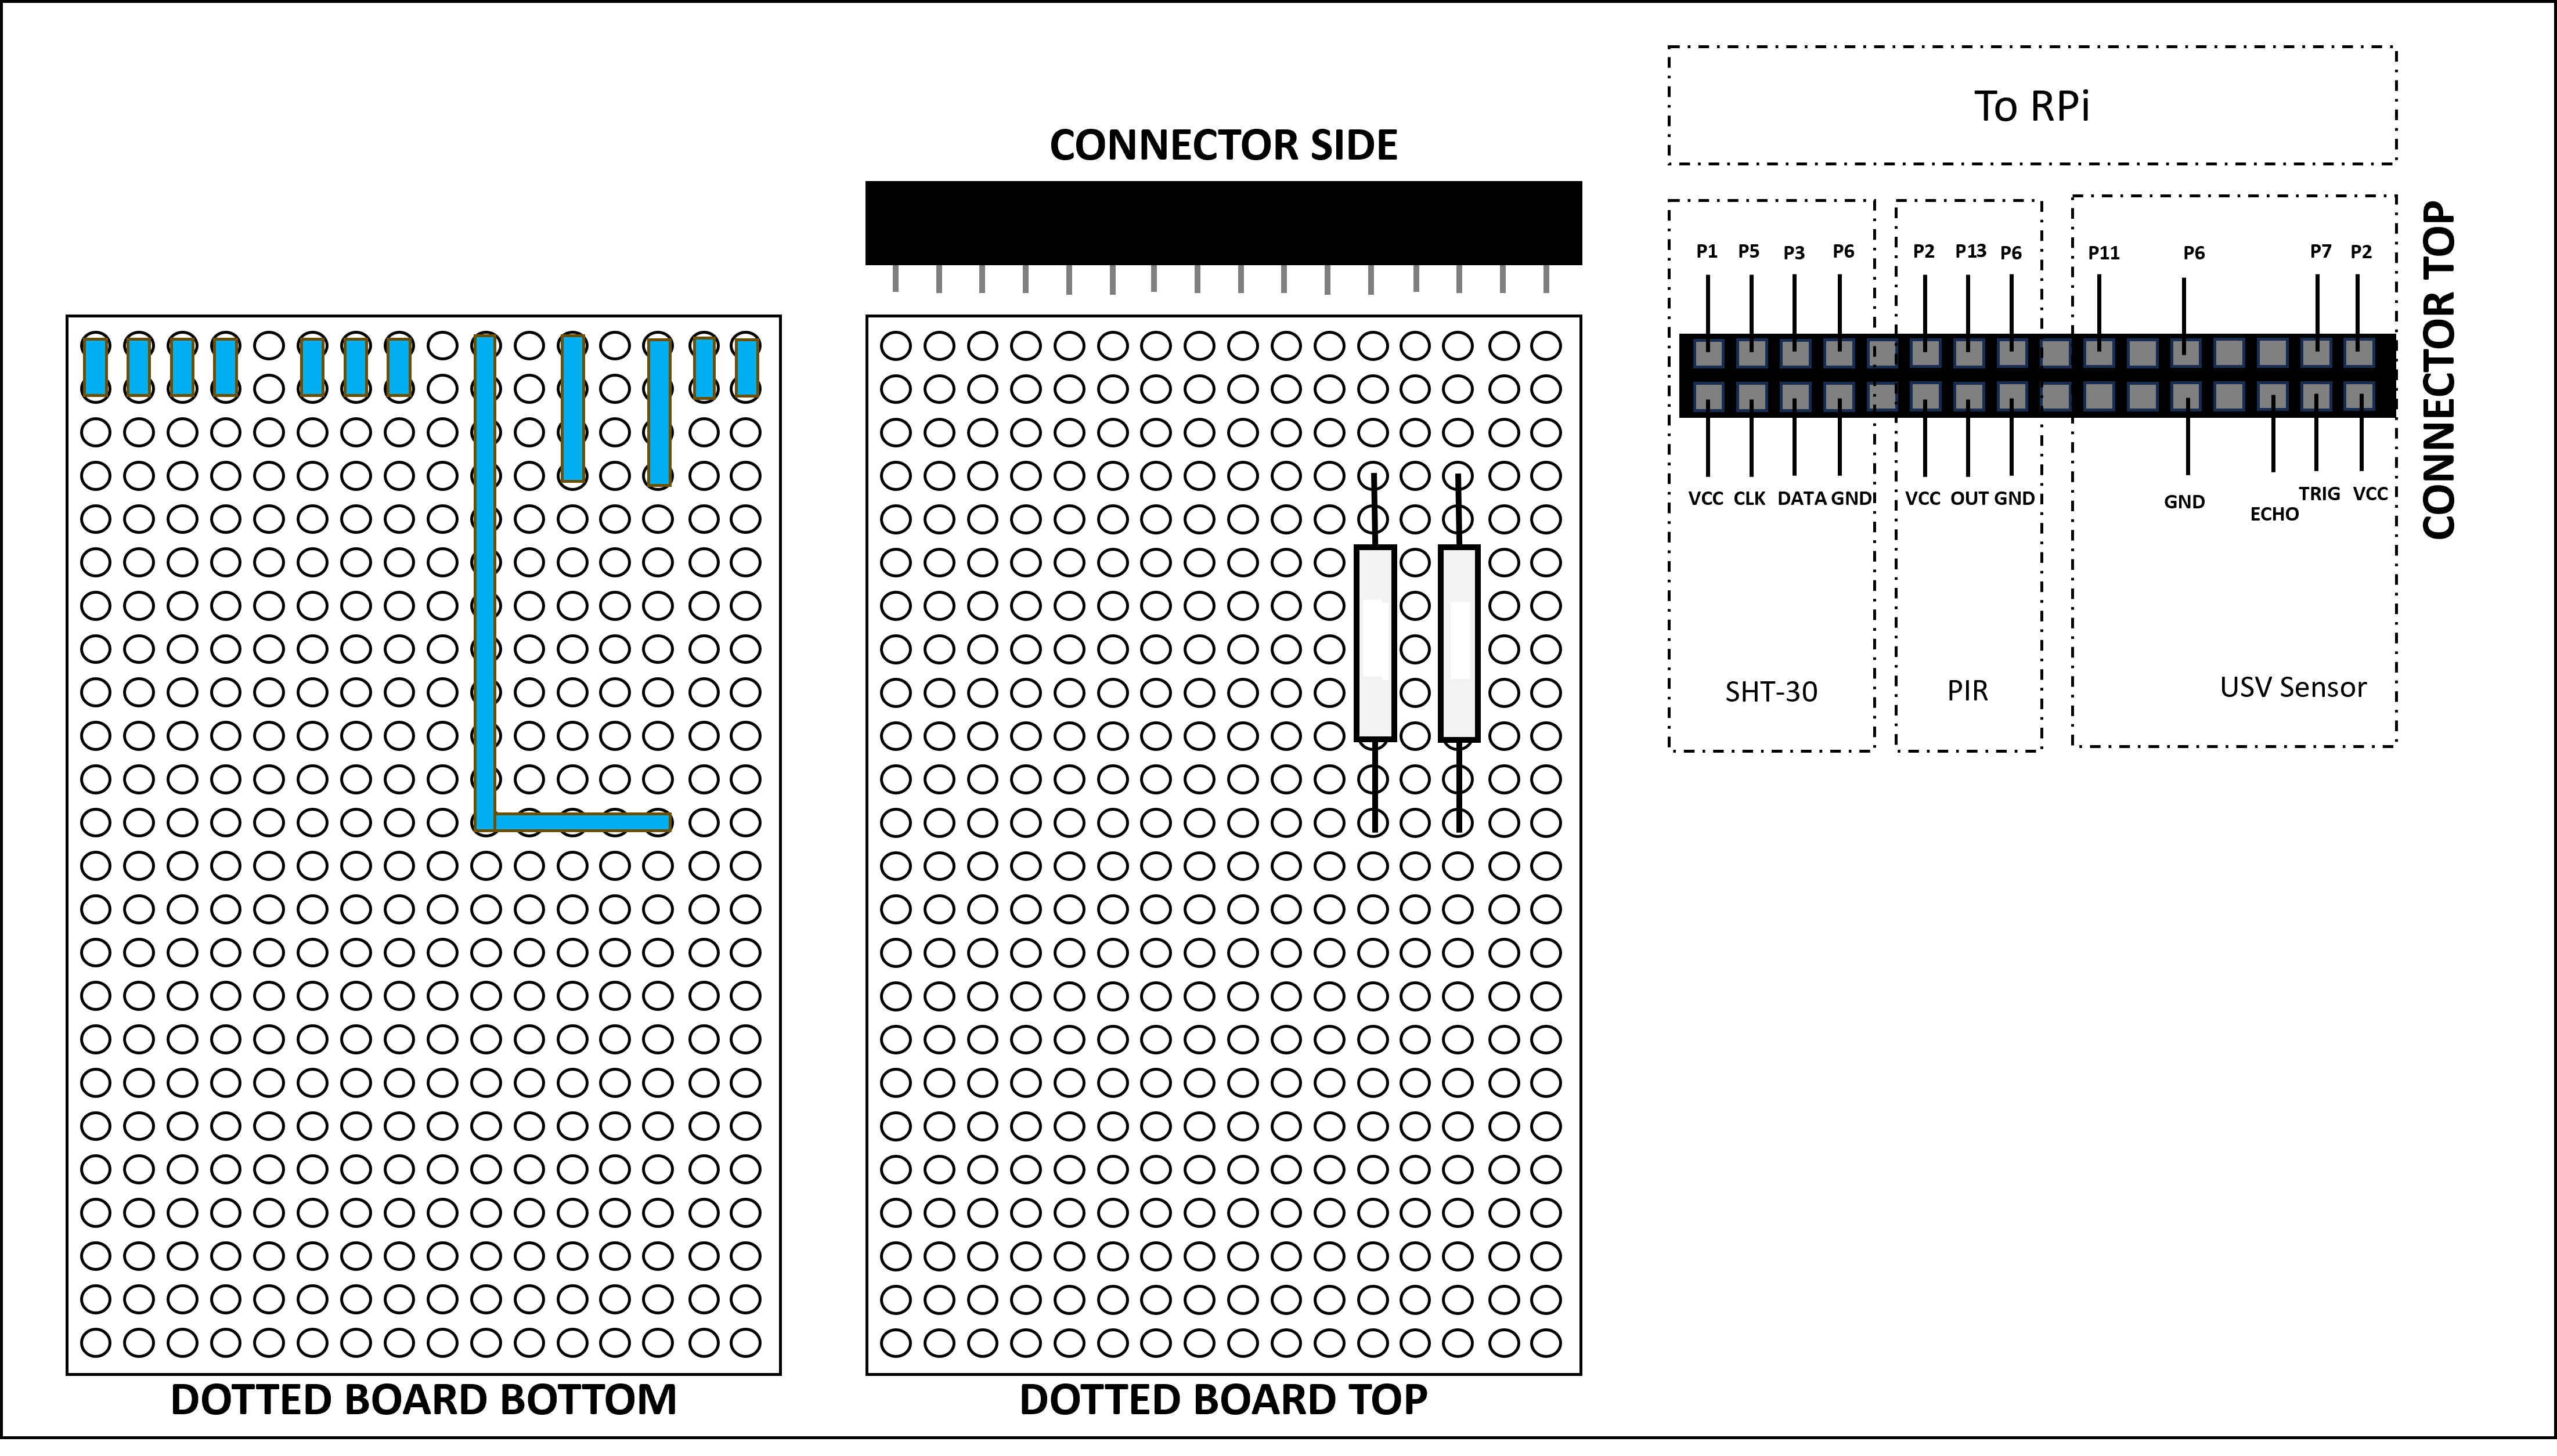 To RPi
CONNECTOR SIDE
CONNECTOR TOP
P1 P5 P3 P6 P2 P13 P6 P11 P6 P7 P2
VCC CLK DATA GND VCC OUT GND GND ECHO TRIG VCC
SHT-30 PIR USV Sensor
DOTTED BOARD BOTTOM
DOTTED BOARD TOP